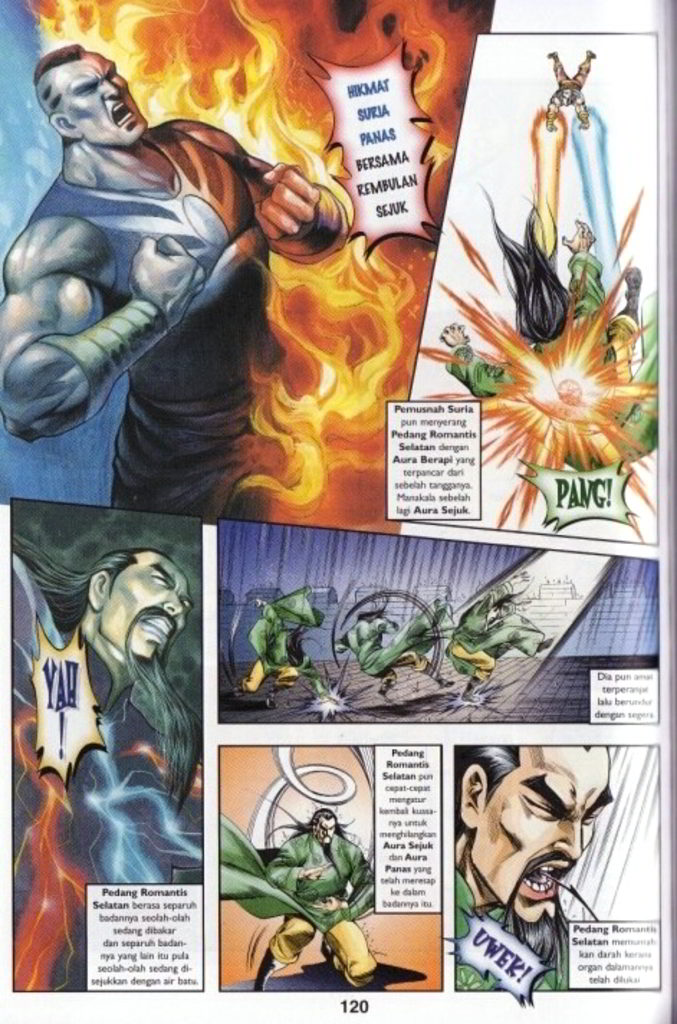 HIKMAT
SURIA
PANAS
BERSAMA
REMBULAN
SEJUK
Pemusnah Suria
pun menyerang
Pedang Romantis
Selatan dengan
Aura Berapi yang
terpancar dari
sebelah tangganya.
Manakala sebelah
lagi Aura Sejuk.
PANG!
YAH
!
Pedang Romantis
Selatan berasa separuh
badannya seolah-olah
sedang dibakar
dan separuh badan-
nya yang lain itu pula
seolah-olah sedang di-
sejukkan dengan air batu.
Dia pun amat
terperanjat
lalu berundur
dengan segera.
Pedang
Romantis
Selatan pun
cepat-cepat
mengatur
kembali kuasa-
nya untuk
menghilangkan
Aura Sejuk
dan Aura
Panas yang
telah meresap
ke dalam
badannya itu.
UWEK!
Pedang Romantis
Selatan memuntah
kan darah kerana
organ dalamannya
telah dilukai
120